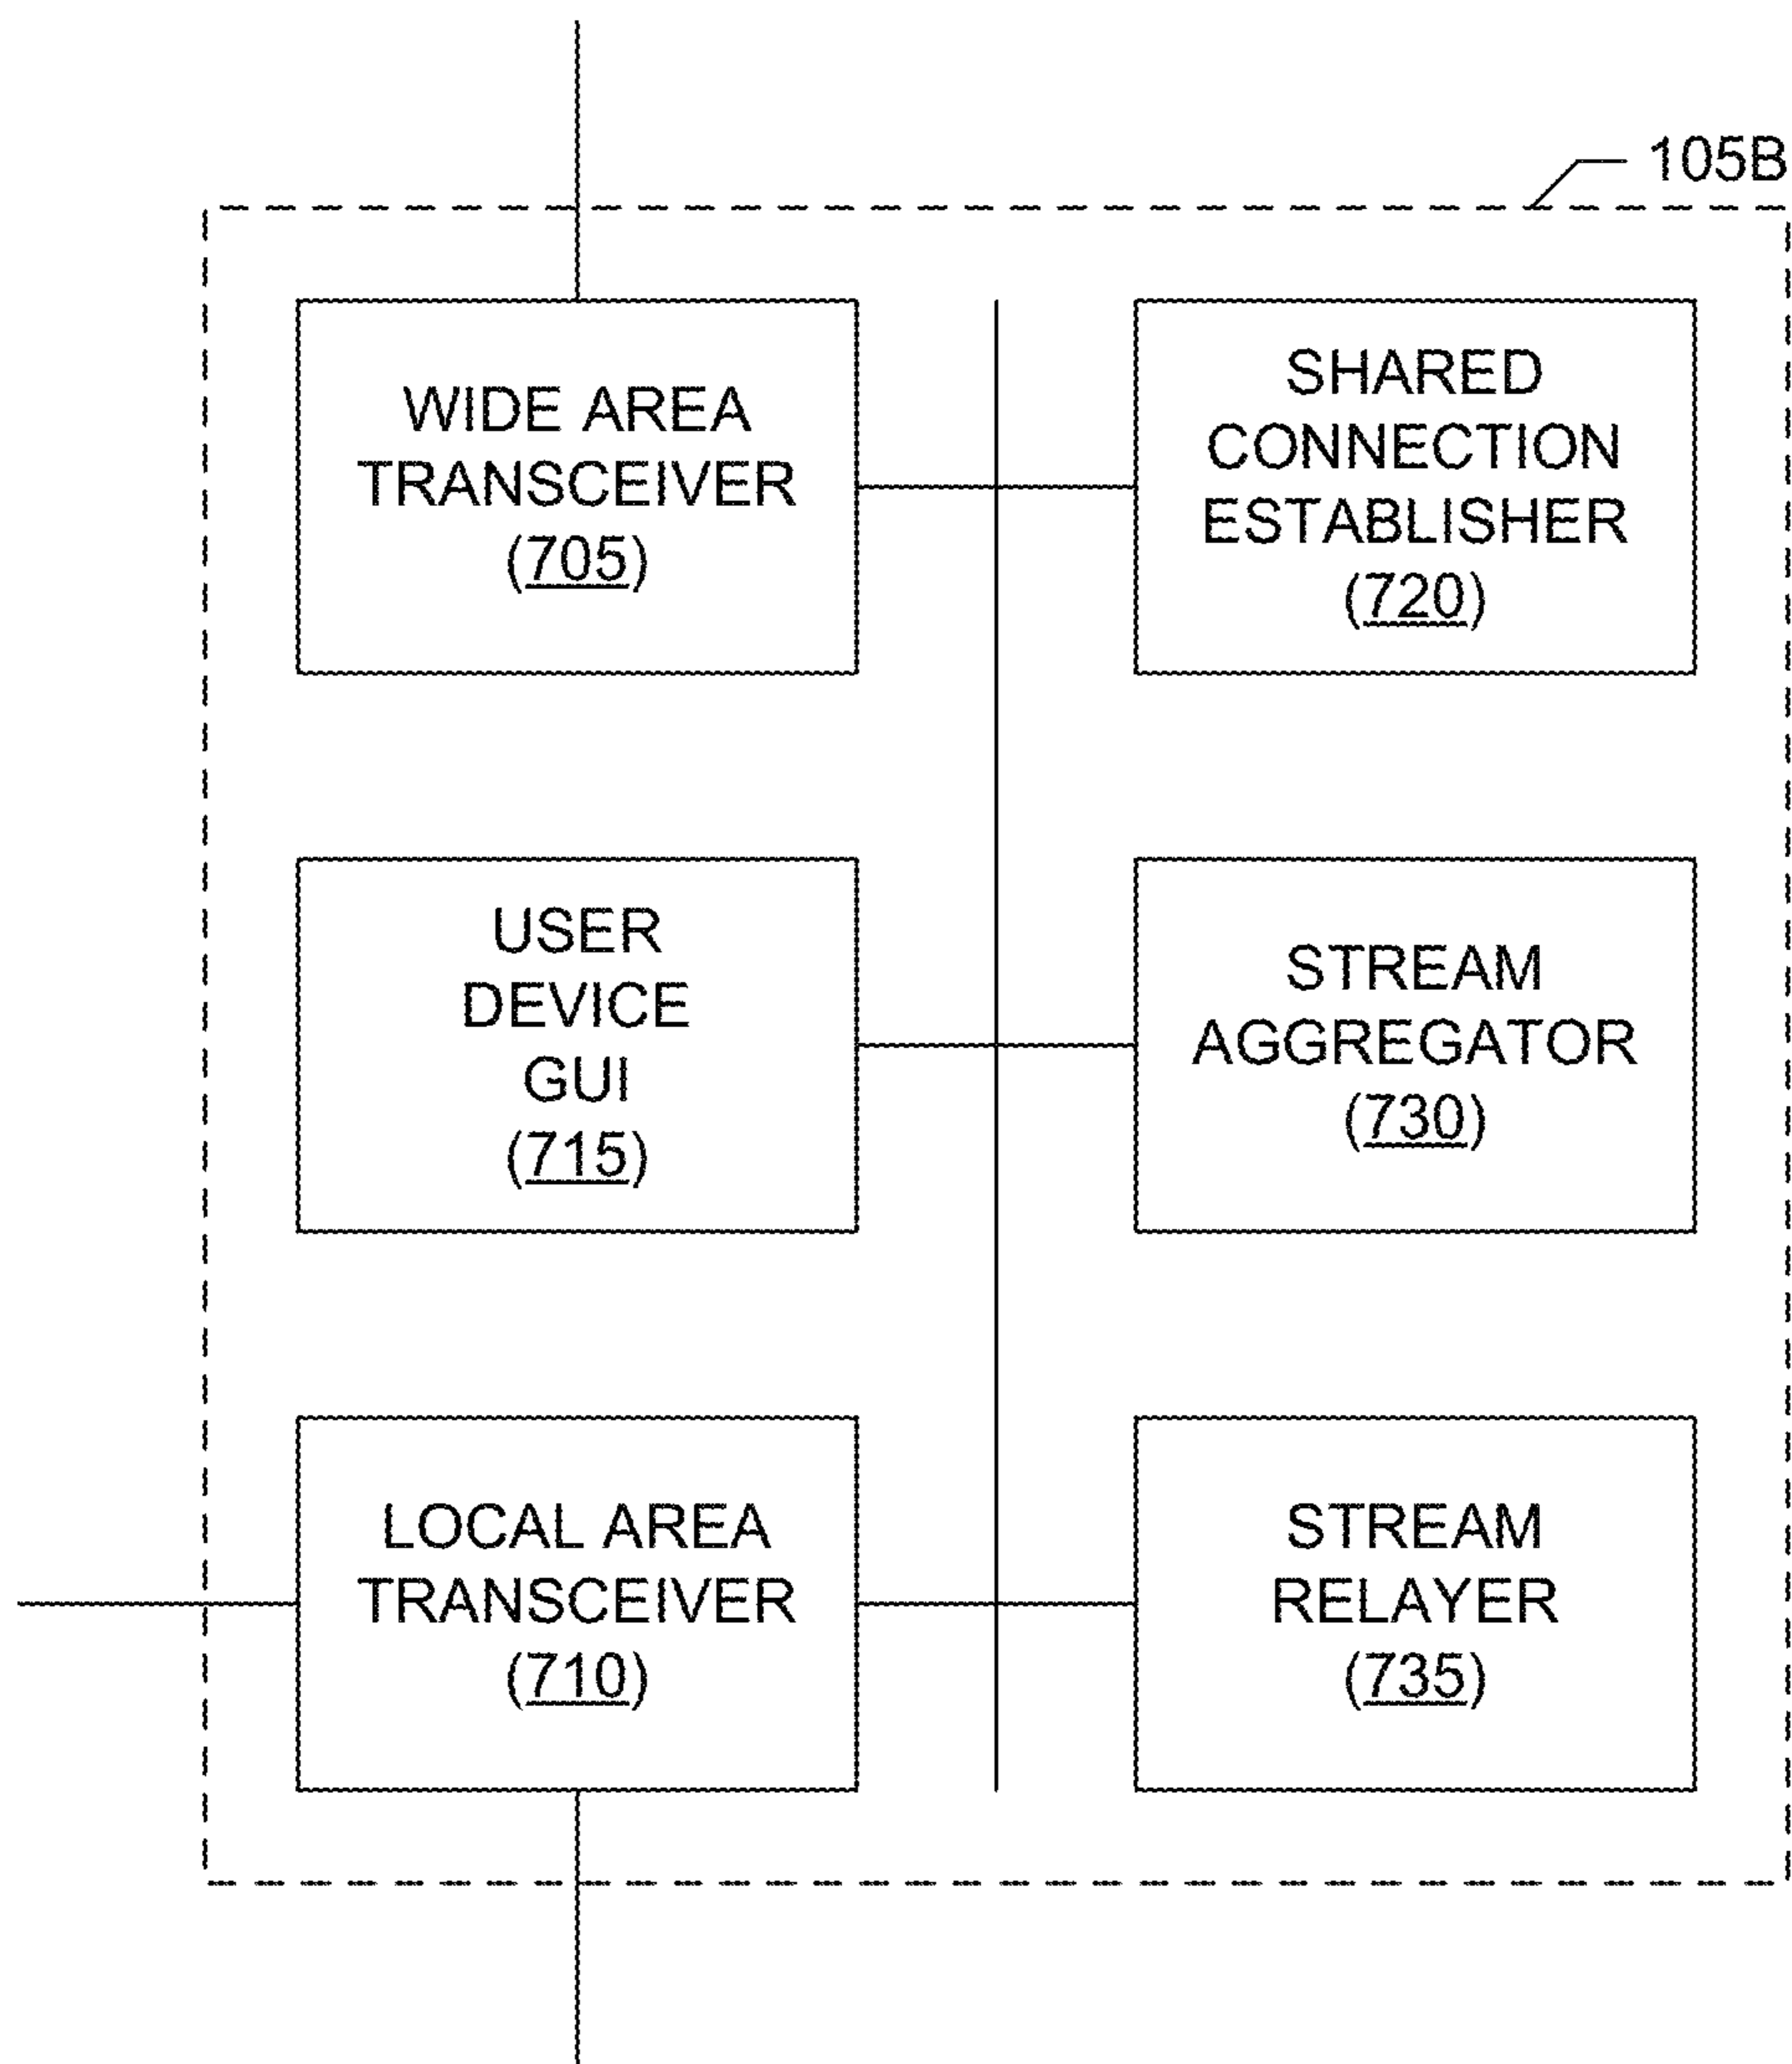 105B
WIDE AREA
TRANSCEIVER
(705)
SHARED
CONNECTION
ESTABLISHER
(720)
USER
DEVICE
GUI
(715)
STREAM
AGGREGATOR
(730)
LOCAL AREA
TRANSCEIVER
(710)
STREAM
RELAYER
(735)